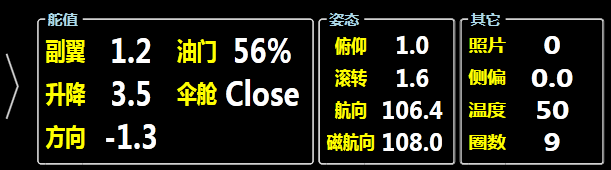 舵值
副翼 1.2 油门 56%
升降 3.5 伞舱 Close
方向 -1.3
姿态
俯仰 1.0
滚转 1.6
航向 106.4
磁航向 108.0
其它
照片 0
侧偏 0.0
温度 50
圈数 9